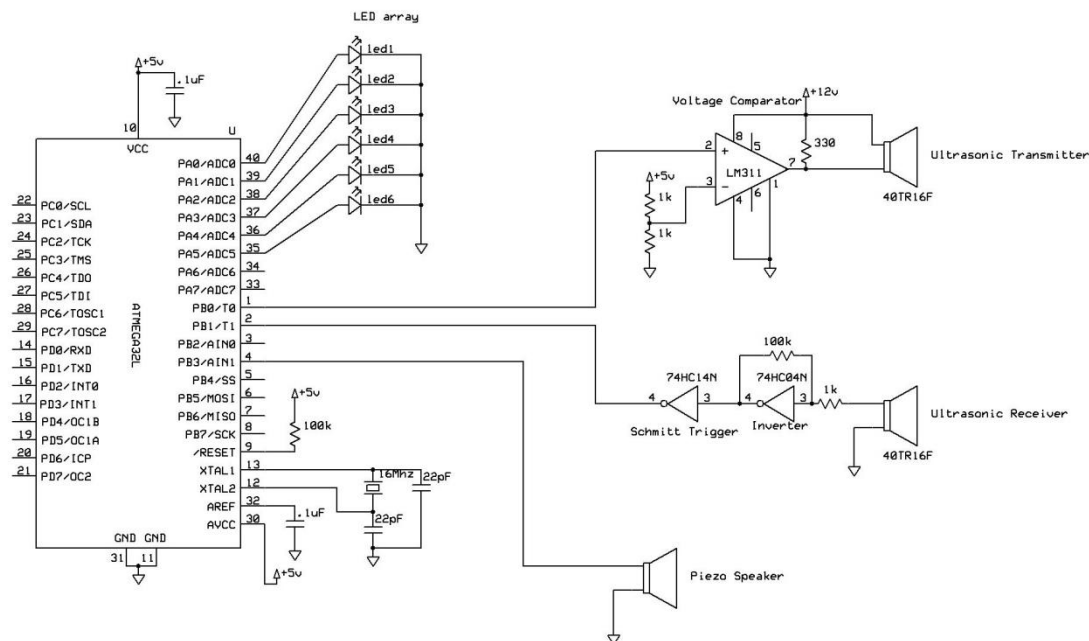 LED array
led1
led2
led3
led4
led5
led6
+5v
.1uF
10
U
VCC
ATMEGA32L
22 PC0/SCL
23 PC1/SDA
24 PC2/TCK
25 PC3/TMS
26 PC4/TDO
27 PC5/TDI
28 PC6/TOSC1
29 PC7/TOSC2
14 PD0/RXD
15 PD1/TXD
16 PD2/INT0
17 PD3/INT1
18 PD4/OC1B
19 PD5/OC1A
20 PD6/ICP
21 PD7/OC2
PA0/ADC0 40
PA1/ADC1 39
PA2/ADC2 38
PA3/ADC3 37
PA4/ADC4 36
PA5/ADC5 35
PA6/ADC6 34
PA7/ADC7 33
PB0/T0 1
PB1/T1 2
PB2/AIN0 3
PB3/AIN1 4
PB4/SS 5
PB5/MOSI 6
PB6/MISO 7
PB7/SCK 8
/RESET 9
XTAL1 13
XTAL2 12
AREF 32
AVCC 30
GND GND
31 11
+5v
100k
16Mhz
22pF
22pF
.1uF
+5v
Voltage Comparator
+12v
8
5
330
2
+
LM311
7
3
-
4
6
1
+5v
1k
1k
Ultrasonic Transmitter
40TR16F
100k
74HC14N
74HC04N
1k
4
3
4
3
Schmitt Trigger
Inverter
Ultrasonic Receiver
40TR16F
Piezo Speaker